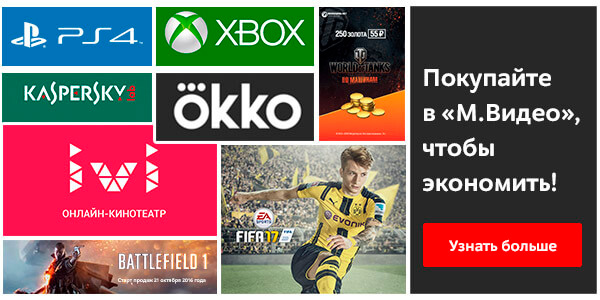 PS4
XBOX
250 ЗОЛОТА 55 ₽
WORLD OF TANKS
KASPERSKY lab
ökko
ivi
ОНЛАЙН-КИНОТЕАТР
EA SPORTS
FIFA 17
EVONIK
BATTLEFIELD 1
Старт продаж 21 октября 2016 года
Покупайте
в «М.Видео»,
чтобы
экономить!
Узнать больше